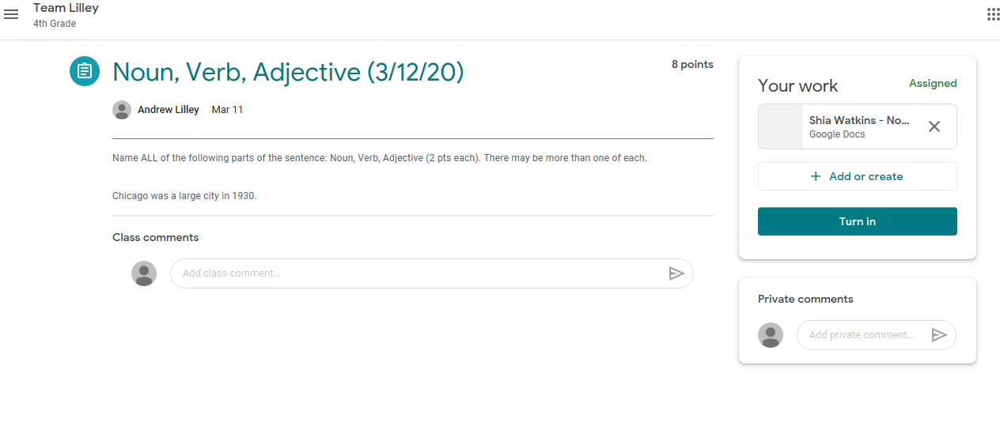 Team Lilley
4th Grade
Noun, Verb, Adjective (3/12/20)
8 points
Andrew Lilley Mar 11
Name ALL of the following parts of the sentence: Noun, Verb, Adjective (2 pts each). There may be more than one of each.
Chicago was a large city in 1930.
Class comments
Add class comment...
Your work
Assigned
Shia Watkins - No...
Google Docs
+ Add or create
Turn in
Private comments
Add private comment...